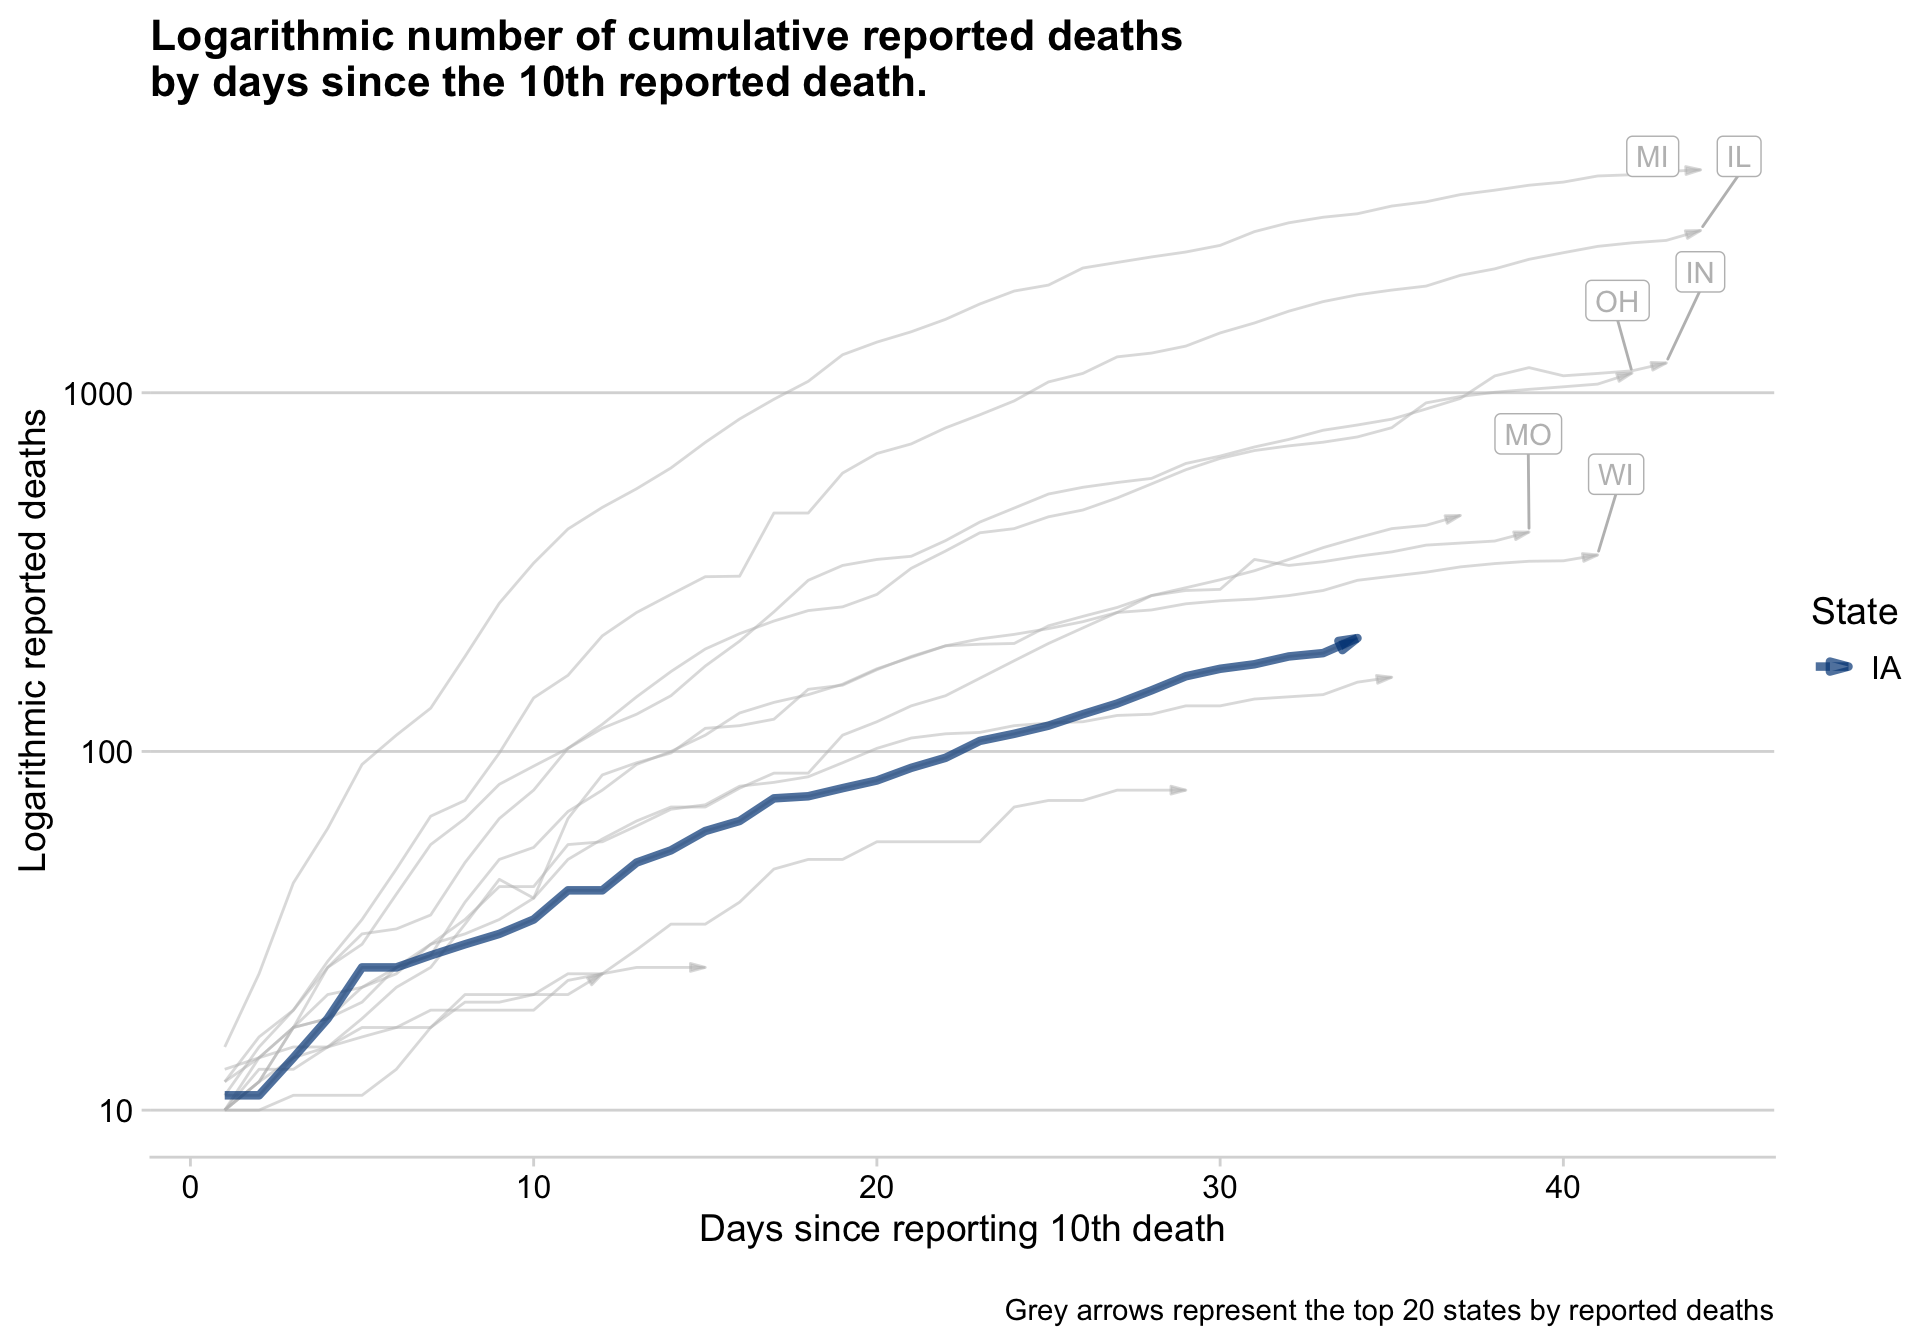 Logarithmic number of cumulative reported deaths
by days since the 10th reported death.
MI
IL
IN
OH
MO
WI
1000
100
10
Logarithmic reported deaths
0 10 20 30 40
Days since reporting 10th death
State
IA
Grey arrows represent the top 20 states by reported deaths